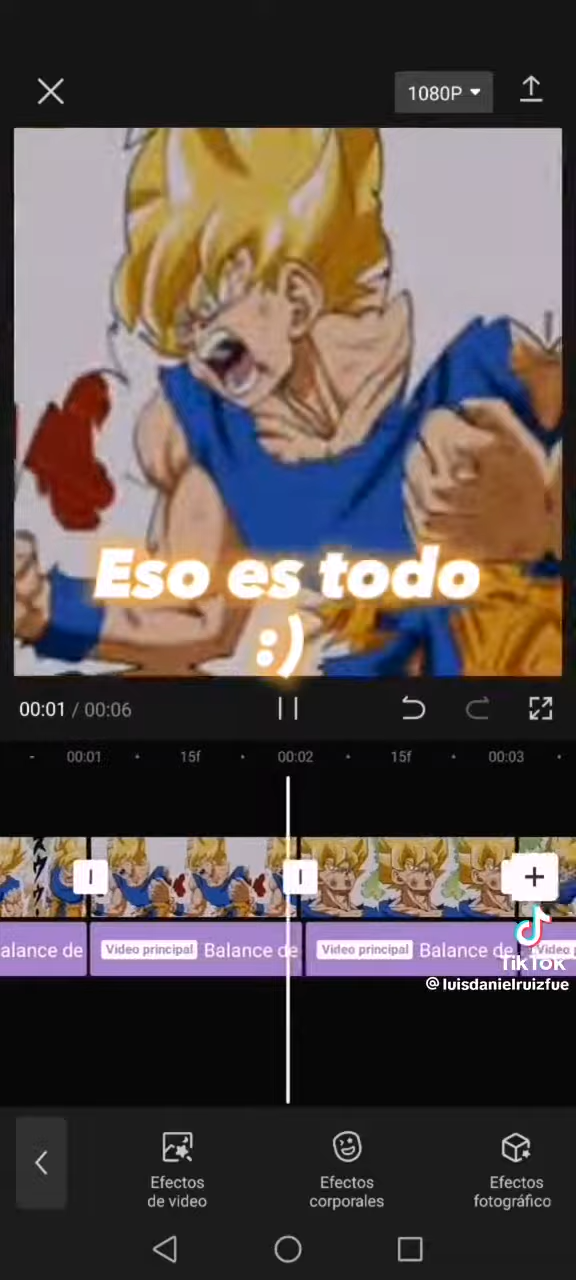 1080P
Eso es todo
:)
00:01 / 00:06
00:01 15f 00:02 15f 00:03
alance de Video principal Balance de Video principal Balance de Video p
TikTok
@luisdanielruizfue
Efectos de video
Efectos corporales
Efectos fotográfico